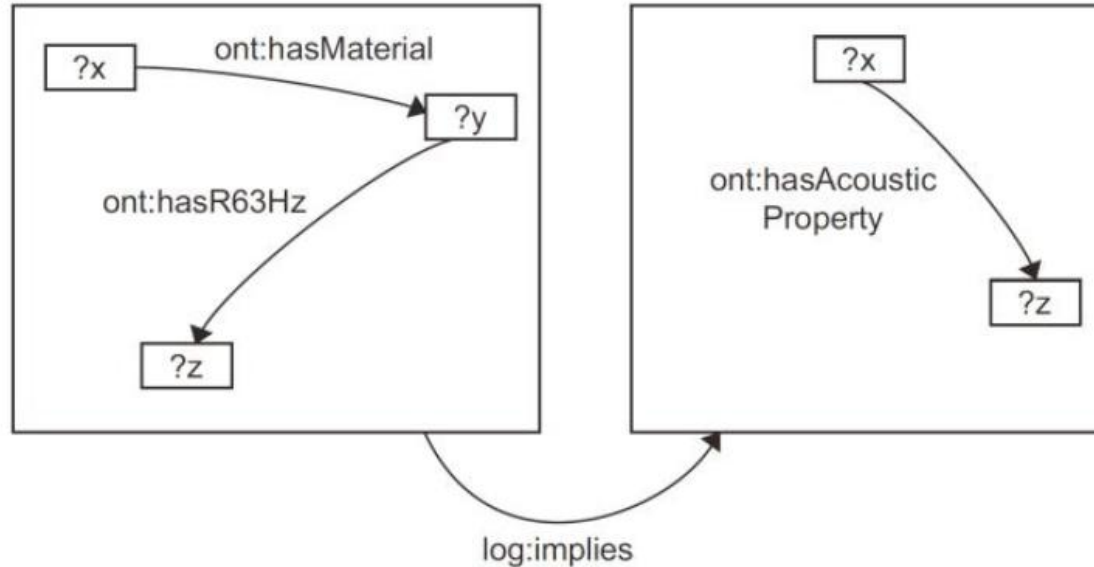 ?x
ont:hasMaterial
?y
ont:hasR63Hz
?z
?x
ont:hasAcoustic
Property
?z
log:implies